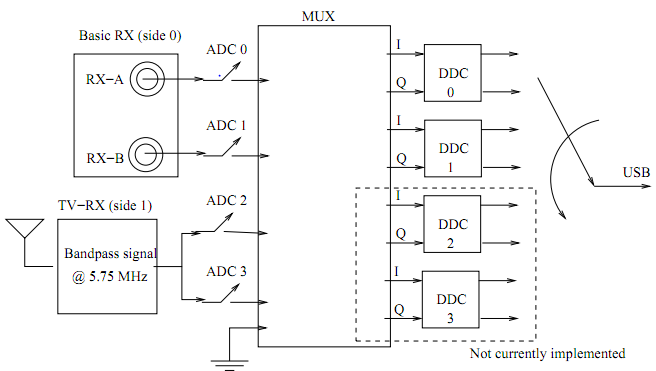 MUX
Basic RX (side 0)
ADC 0
RX−A
ADC 1
RX−B
TV−RX (side 1)
ADC 2
Bandpass signal
@ 5.75 MHz
ADC 3
I
Q
DDC
0
I
Q
DDC
1
I
Q
DDC
2
I
Q
DDC
3
USB
Not currently implemented